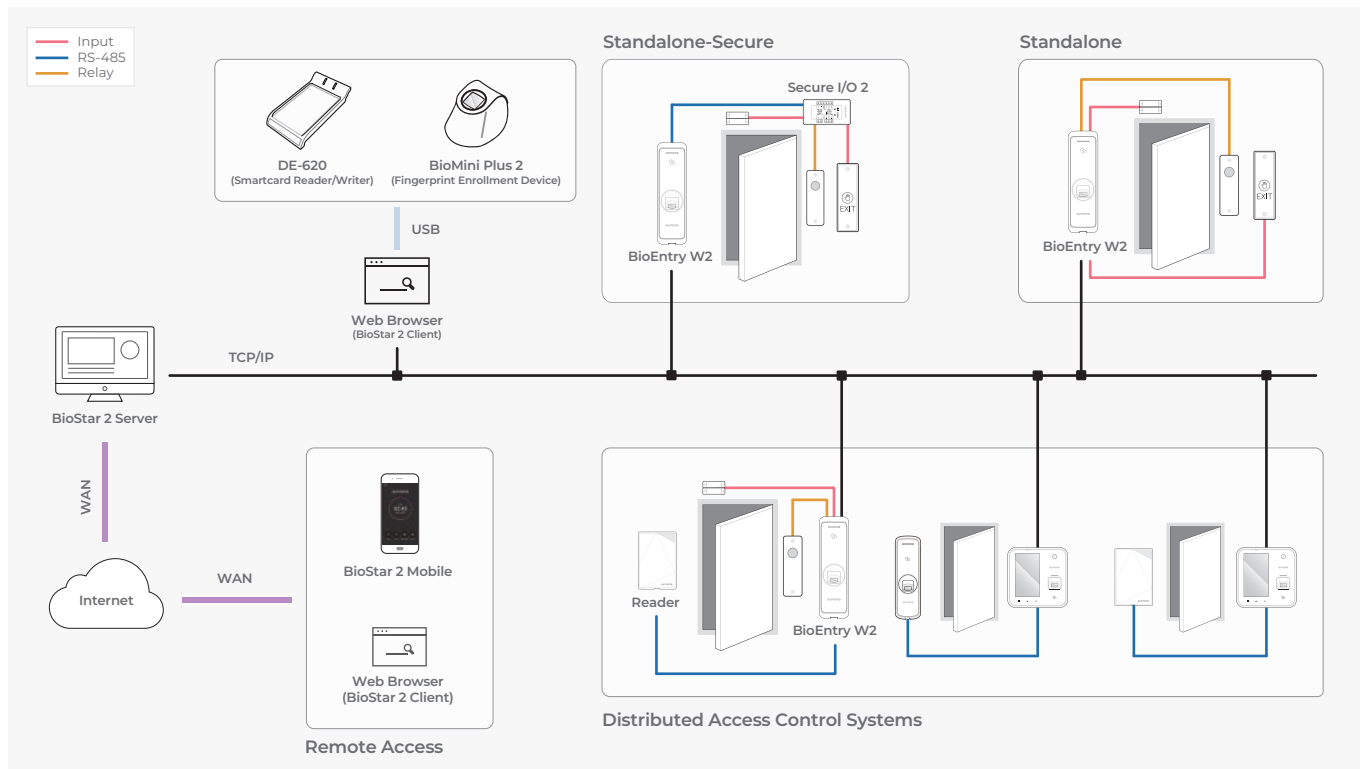 Input
RS-485
Relay
DE-620
(Smartcard Reader/Writer)
BioMini Plus 2
(Fingerprint Enrollment Device)
USB
Web Browser
(BioStar 2 Client)
TCP/IP
BioStar 2 Server
WAN
Internet
WAN
BioStar 2 Mobile
Web Browser
(BioStar 2 Client)
Remote Access
Standalone-Secure
Secure I/O 2
EXIT
BioEntry W2
Standalone
EXIT
BioEntry W2
Reader
BioEntry W2
Distributed Access Control Systems